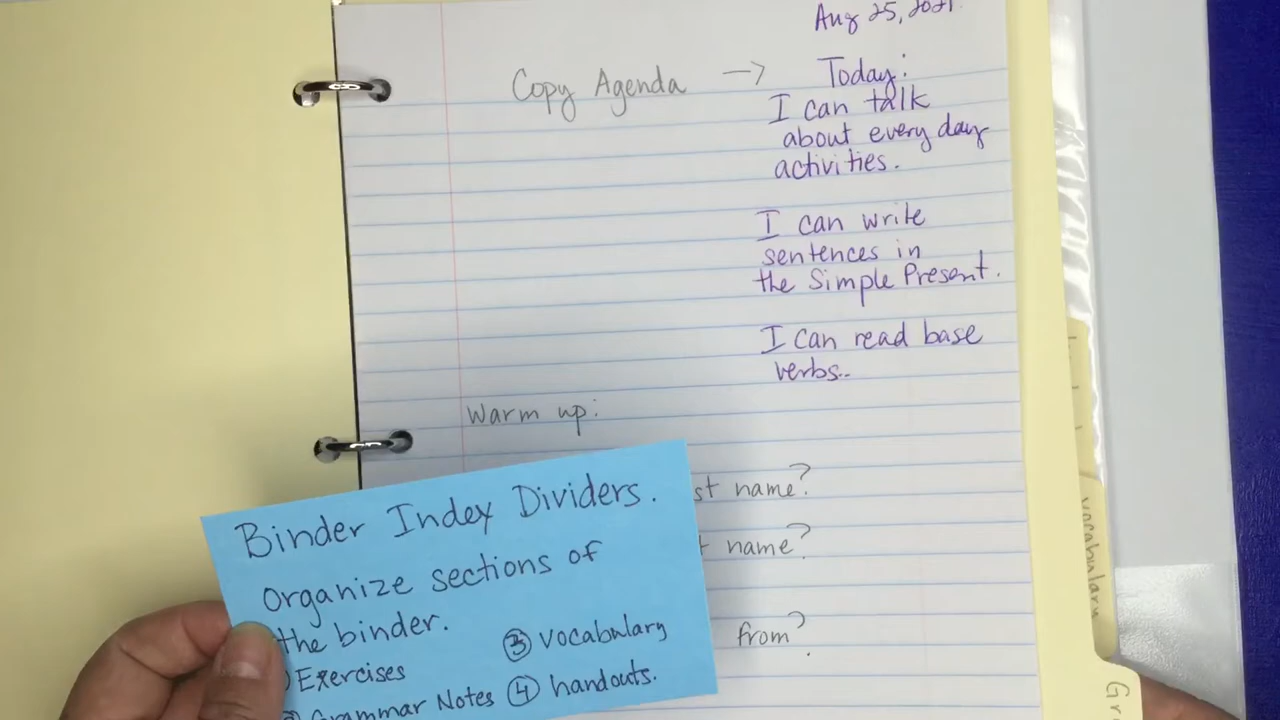 Aug 25, 2021
Copy Agenda → Today:
I can talk
about every day
activities.
I can write
sentences in
the Simple Present.
I can read base
verbs..
Warm up:
st name?
name?
from?
Binder Index Dividers.
Organize sections of
the binder.
Exercises
Grammar Notes
③ Vocabulary
④ handouts.
Vocabulary
Gr